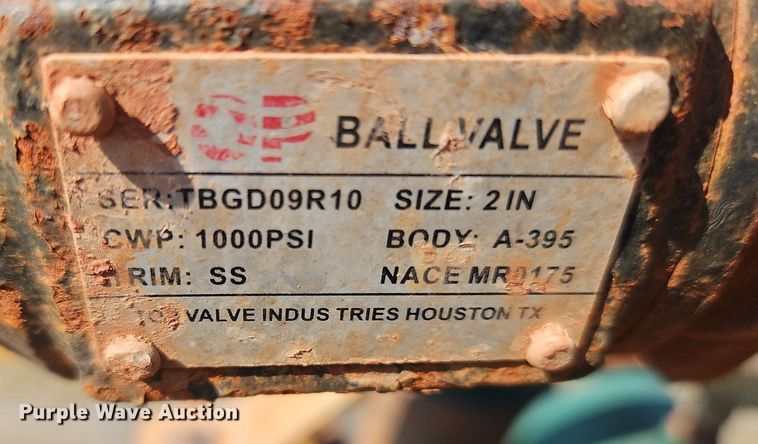 BALL VALVE
SER: TBGD09R10 SIZE: 2 IN
CWP: 1000PSI BODY: A-395
TRIM: SS NACE MR0175
VALVE INDUS TRIES HOUSTON TX
Purple Wave Auction